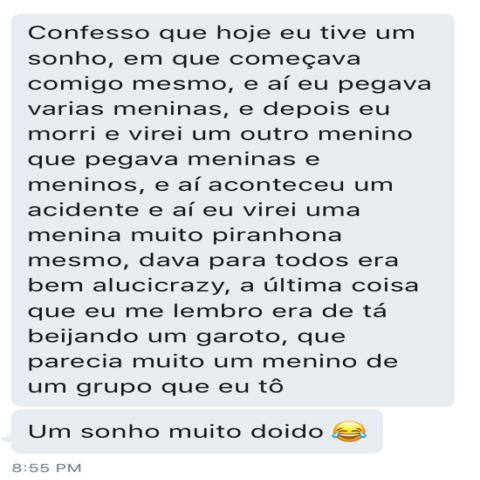 Confesso que hoje eu tive um
sonho, em que começava
comigo mesmo, e aí eu pegava
varias meninas, e depois eu
morri e virei um outro menino
que pegava meninas e
meninos, e aí aconteceu um
acidente e aí eu virei uma
menina muito piranhona
mesmo, dava para todos era
bem alucicrazy, a última coisa
que eu me lembro era de tá
beijando um garoto, que
parecia muito um menino de
um grupo que eu tô
Um sonho muito doido 😂
8:55 PM